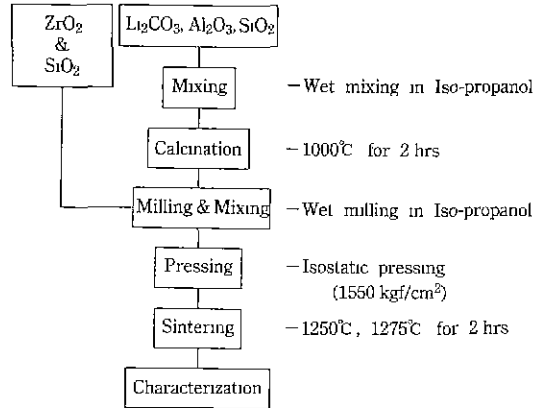 ZrO₂
&
SiO₂
Li₂CO₃, Al₂O₃, SiO₂
Mixing
－Wet mixing in Iso-propanol
Calcination
－1000℃ for 2 hrs
Milling & Mixing
－Wet milling in Iso-propanol
Pressing
－Isostatic pressing
(1550 kgf/cm²)
Sintering
－1250℃, 1275℃ for 2 hrs
Characterization